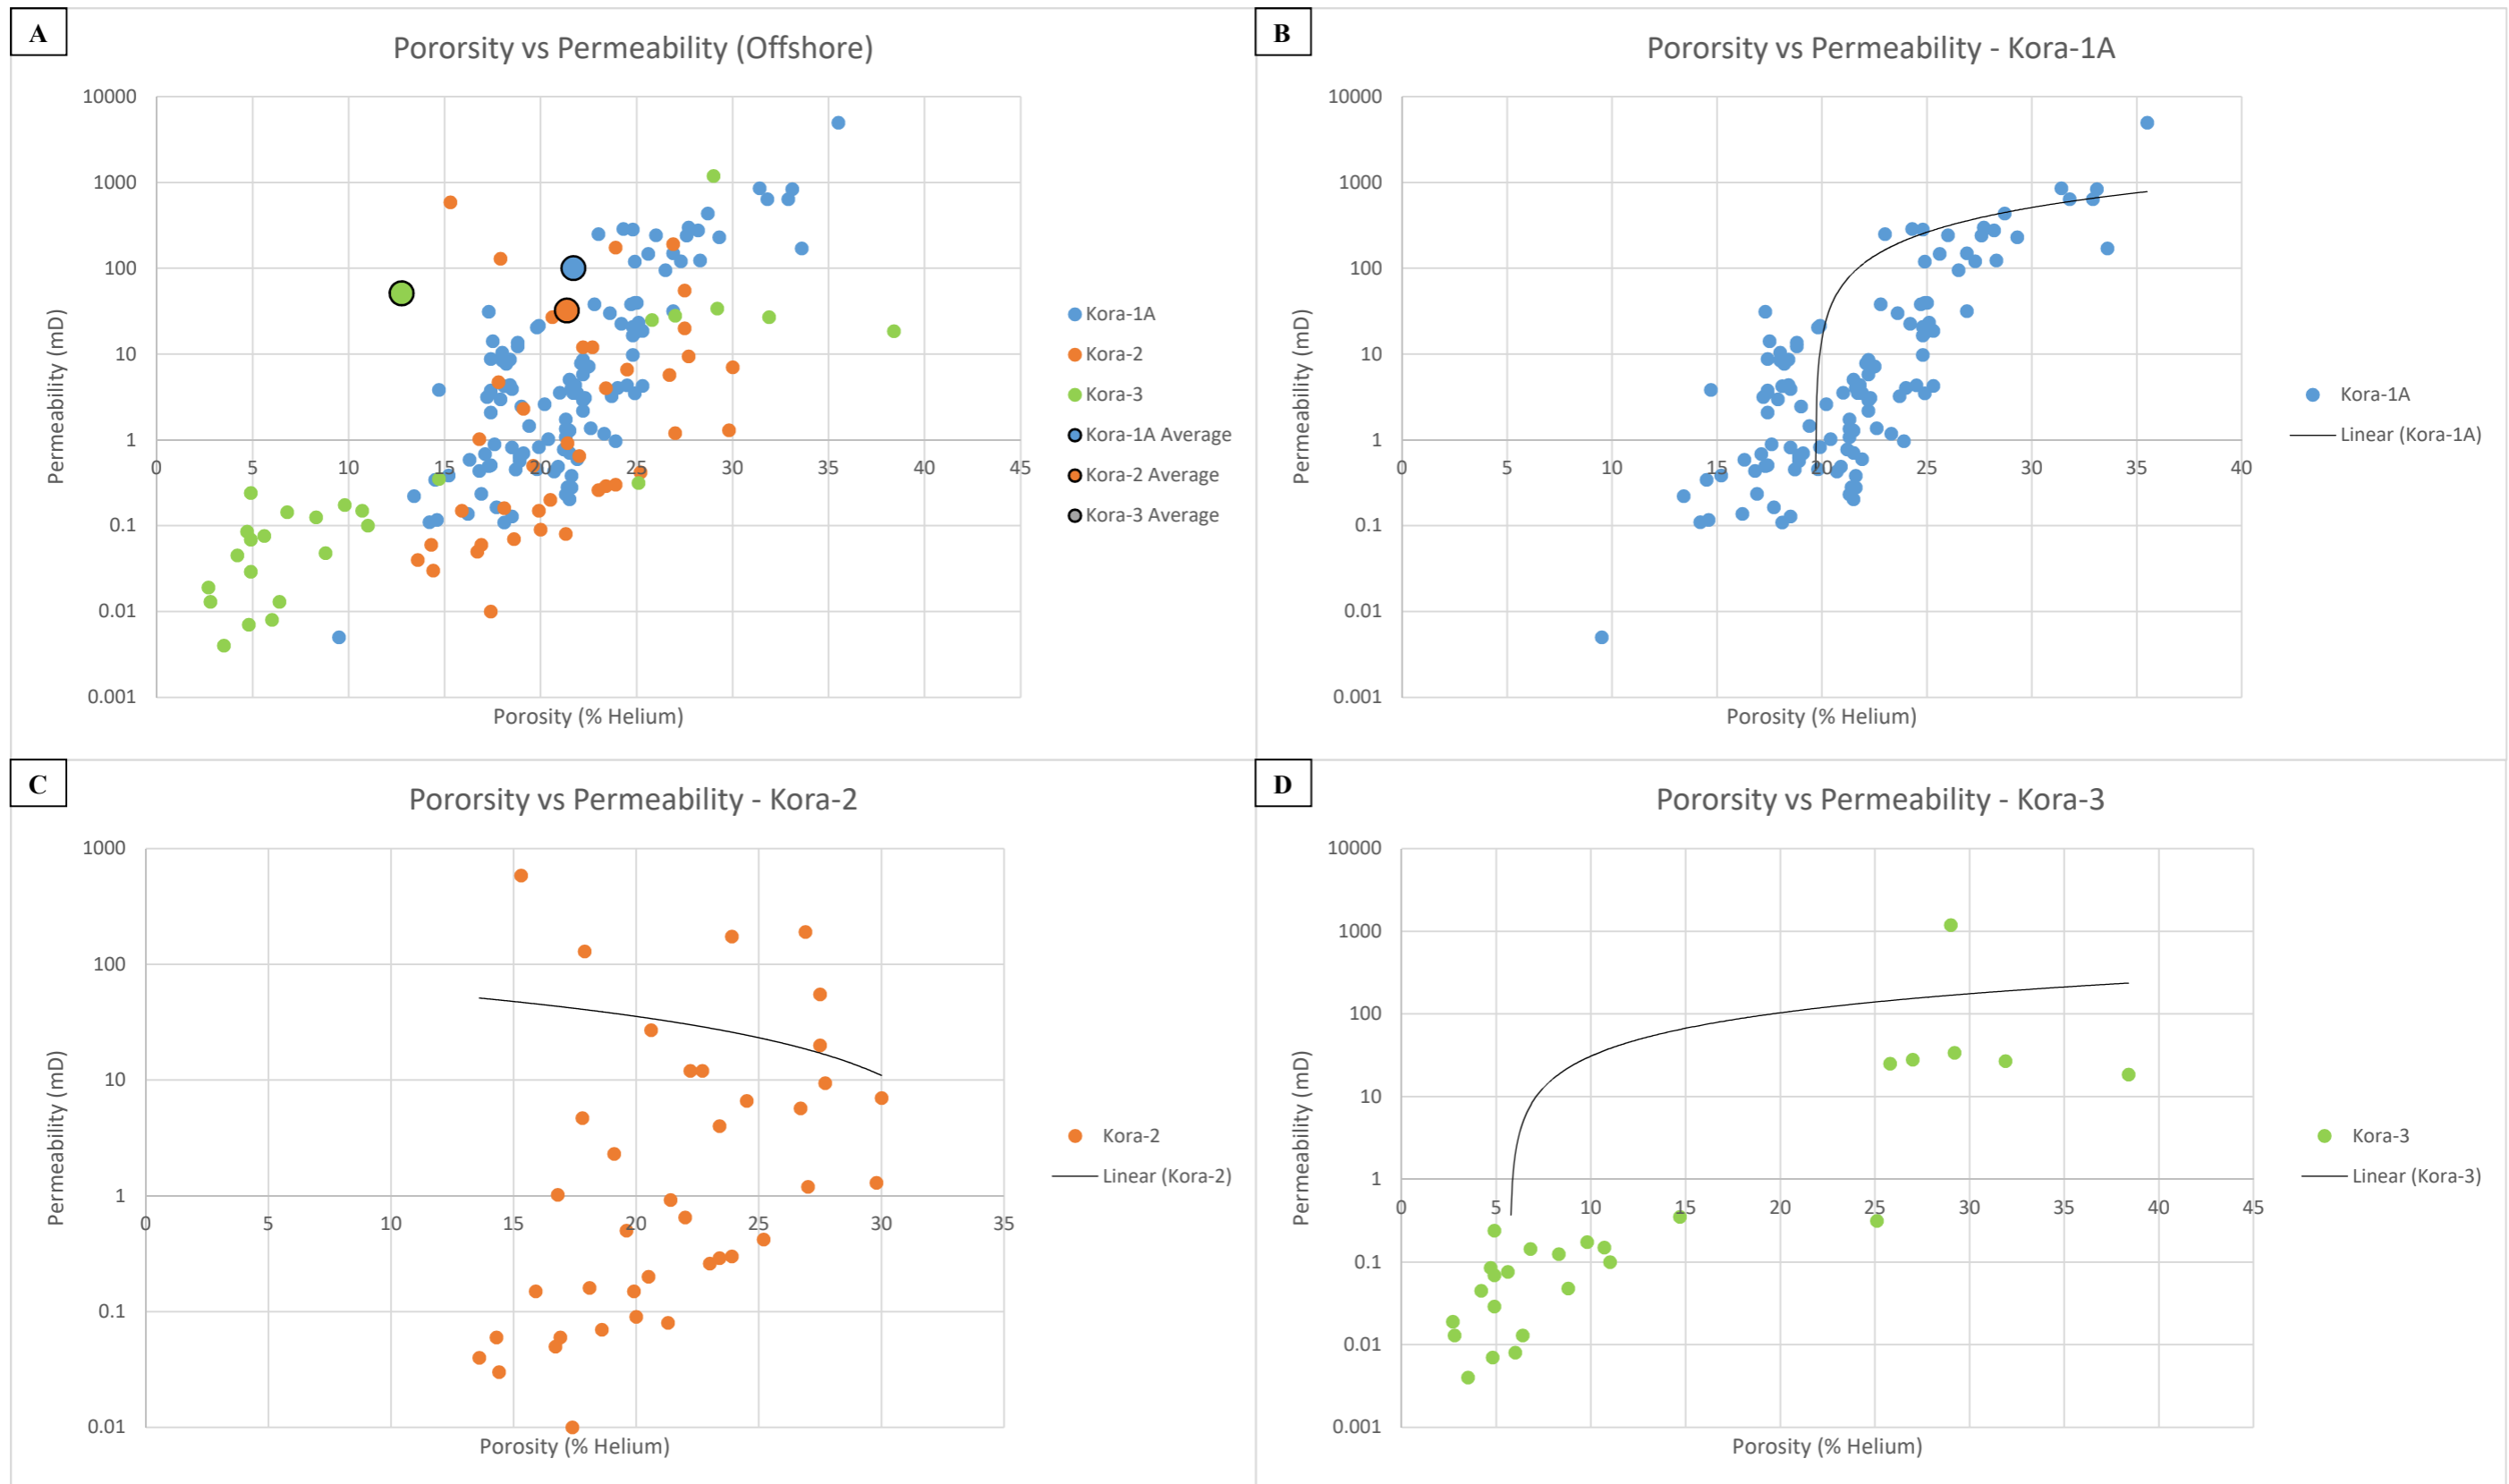 A
Pororsity vs Permeability (Offshore)
10000
1000
100
10
1
0.1
0.01
0.001
0 5 10 15 20 25 30 35 40 45
Permeability (mD)
Porosity (% Helium)
Kora-1A
Kora-2
Kora-3
Kora-1A Average
Kora-2 Average
Kora-3 Average
B
Pororsity vs Permeability - Kora-1A
10000
1000
100
10
1
0.1
0.01
0.001
0 5 10 15 20 25 30 35 40
Permeability (mD)
Porosity (% Helium)
Kora-1A
Linear (Kora-1A)
C
Pororsity vs Permeability - Kora-2
1000
100
10
1
0.1
0.01
0 5 10 15 20 25 30 35
Permeability (mD)
Porosity (% Helium)
Kora-2
Linear (Kora-2)
D
Pororsity vs Permeability - Kora-3
10000
1000
100
10
1
0.1
0.01
0.001
0 5 10 15 20 25 30 35 40 45
Permeability (mD)
Porosity (% Helium)
Kora-3
Linear (Kora-3)